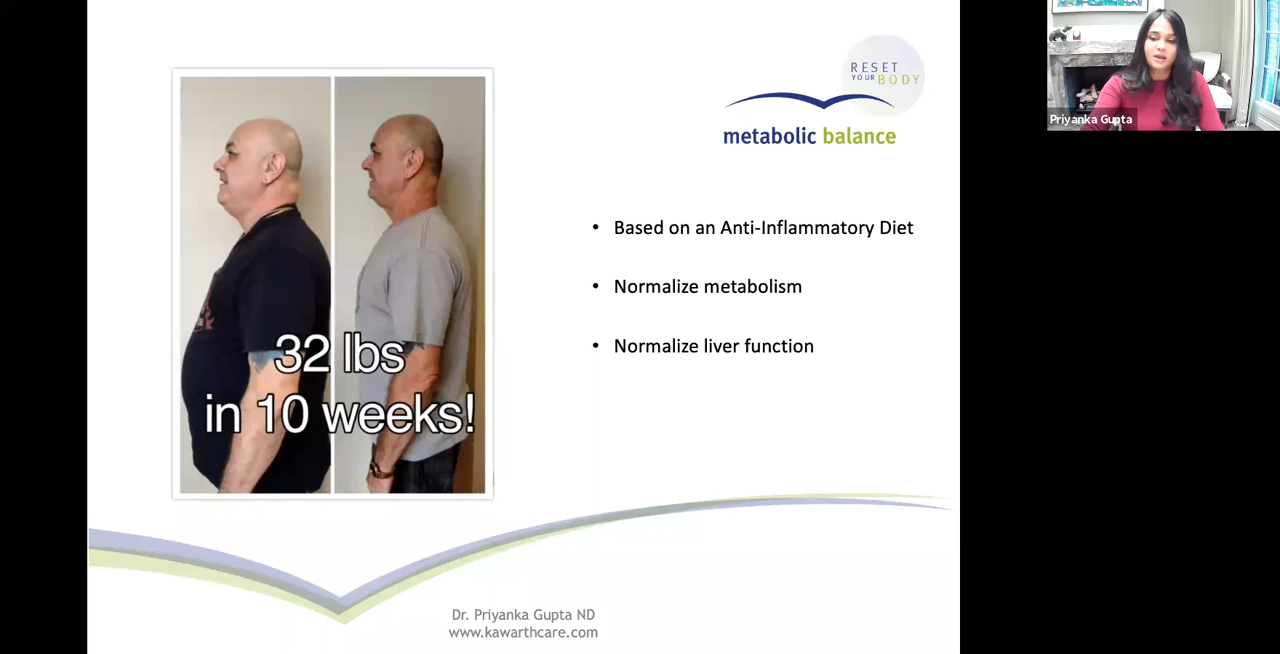 RESET
YOUR BODY
metabolic balance
Priyanka Gupta
• Based on an Anti-Inflammatory Diet
• Normalize metabolism
• Normalize liver function
32 lbs
in 10 weeks!
Dr. Priyanka Gupta ND
www.kawarthcare.com